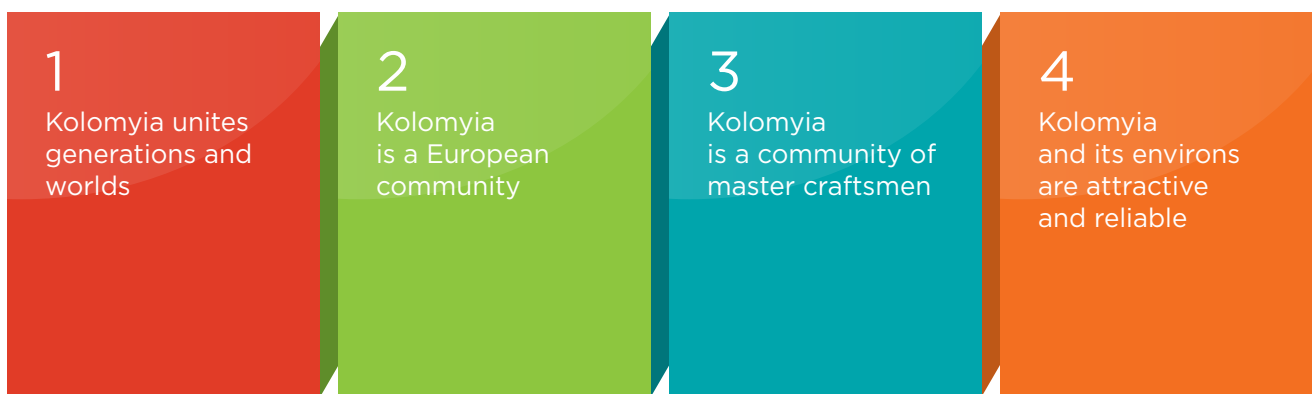 1
Kolomyia unites
generations and
worlds
2
Kolomyia
is a European
community
3
Kolomyia
is a community of
master craftsmen
4
Kolomyia
and its environs
are attractive
and reliable